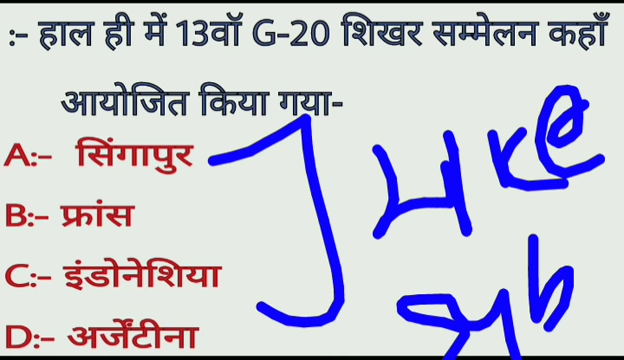 :- हाल ही में 13वॉ G-20 शिखर सम्मेलन कहाँ
आयोजित किया गया-
A:- सिंगापुर
B:- फ्रांस
C:- इंडोनेशिया
D:- अर्जेंटीना